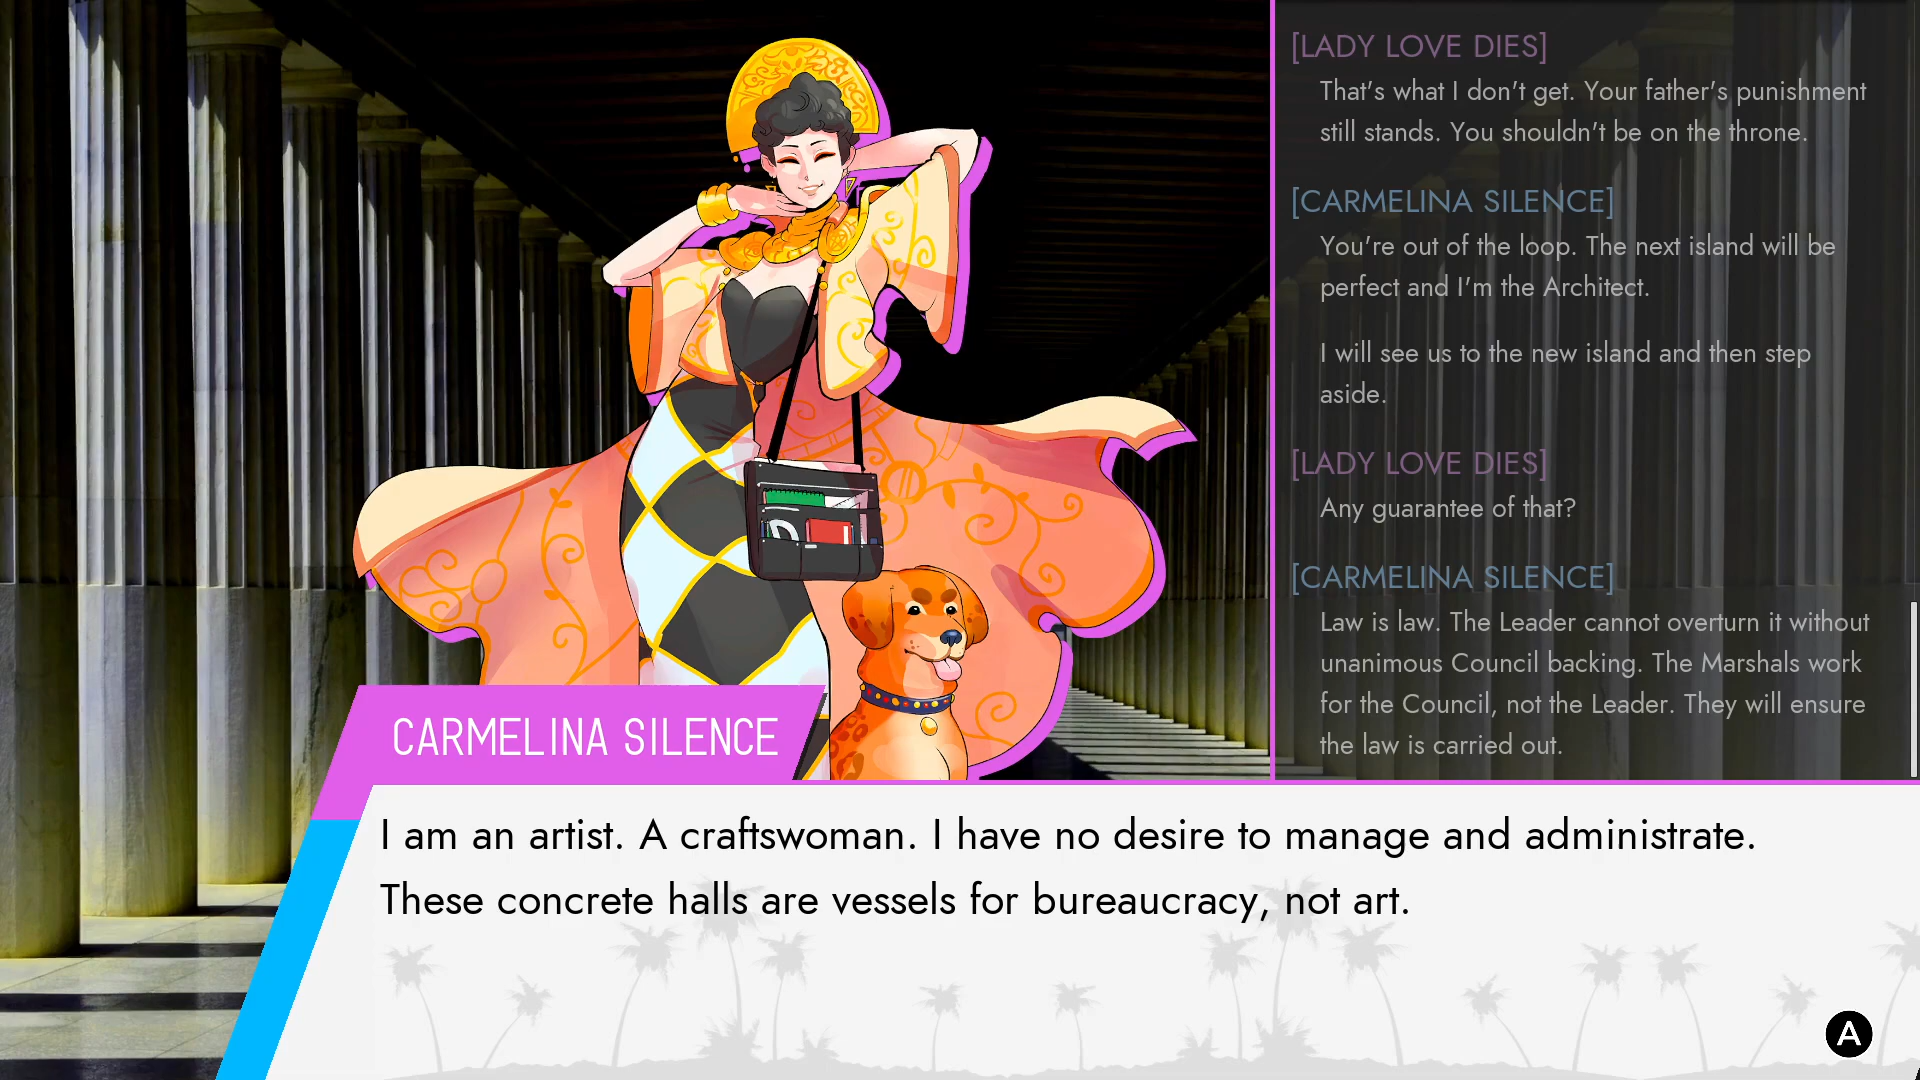 [LADY LOVE DIES]
That's what I don't get. Your father's punishment
still stands. You shouldn't be on the throne.
[CARMELINA SILENCE]
You're out of the loop. The next island will be
perfect and I'm the Architect.
I will see us to the new island and then step
aside.
[LADY LOVE DIES]
Any guarantee of that?
[CARMELINA SILENCE]
Law is law. The Leader cannot overturn it without
unanimous Council backing. The Marshals work
for the Council, not the Leader. They will ensure
the law is carried out.
CARMELINA SILENCE
I am an artist. A craftswoman. I have no desire to manage and administrate.
These concrete halls are vessels for bureaucracy, not art.
A